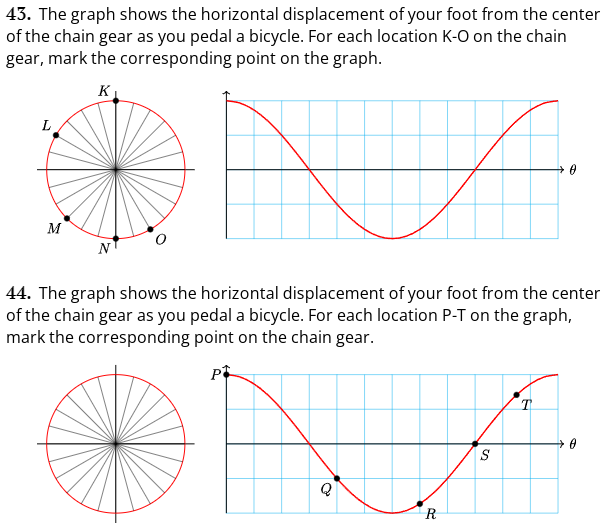 43. The graph shows the horizontal displacement of your foot from the center
of the chain gear as you pedal a bicycle. For each location K-O on the chain
gear, mark the corresponding point on the graph.
K
L
M
N
O
θ
44. The graph shows the horizontal displacement of your foot from the center
of the chain gear as you pedal a bicycle. For each location P-T on the graph,
mark the corresponding point on the chain gear.
P
Q
R
S
T
θ